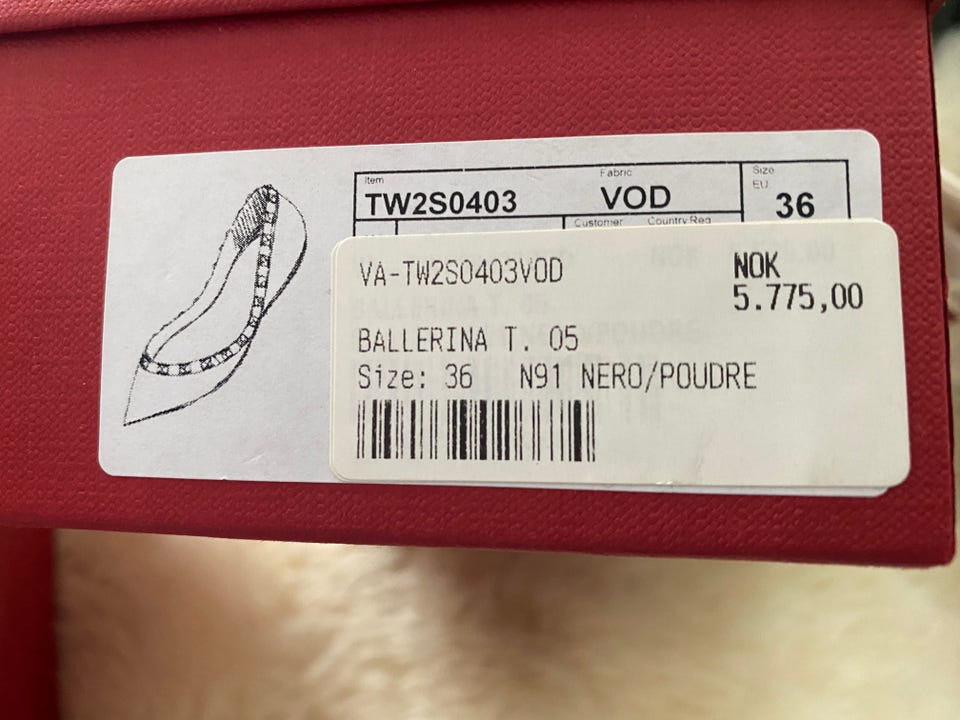 Item
Fabric
Size
EU
TW2S0403
VOD
36
Customer
Country Reg
VA-TW2S0403VOD
NOK
5.775,00
BALLERINA T. 05
Size: 36 N91 NERO/POUDRE